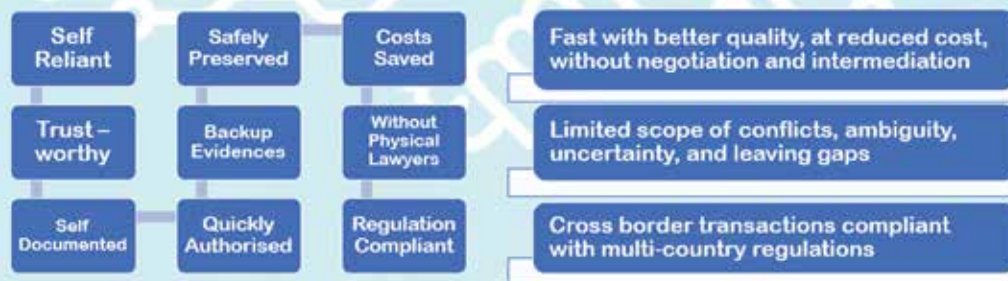 Self
Reliant
Trust –
worthy
Self
Documented
Quickly
Authorised
Backup
Evidences
Safely
Preserved
Costs
Saved
Without
Physical
Lawyers
Regulation
Compliant
Fast with better quality, at reduced cost,
without negotiation and intermediation
Limited scope of conflicts, ambiguity,
uncertainty, and leaving gaps
Cross border transactions compliant
with multi-country regulations